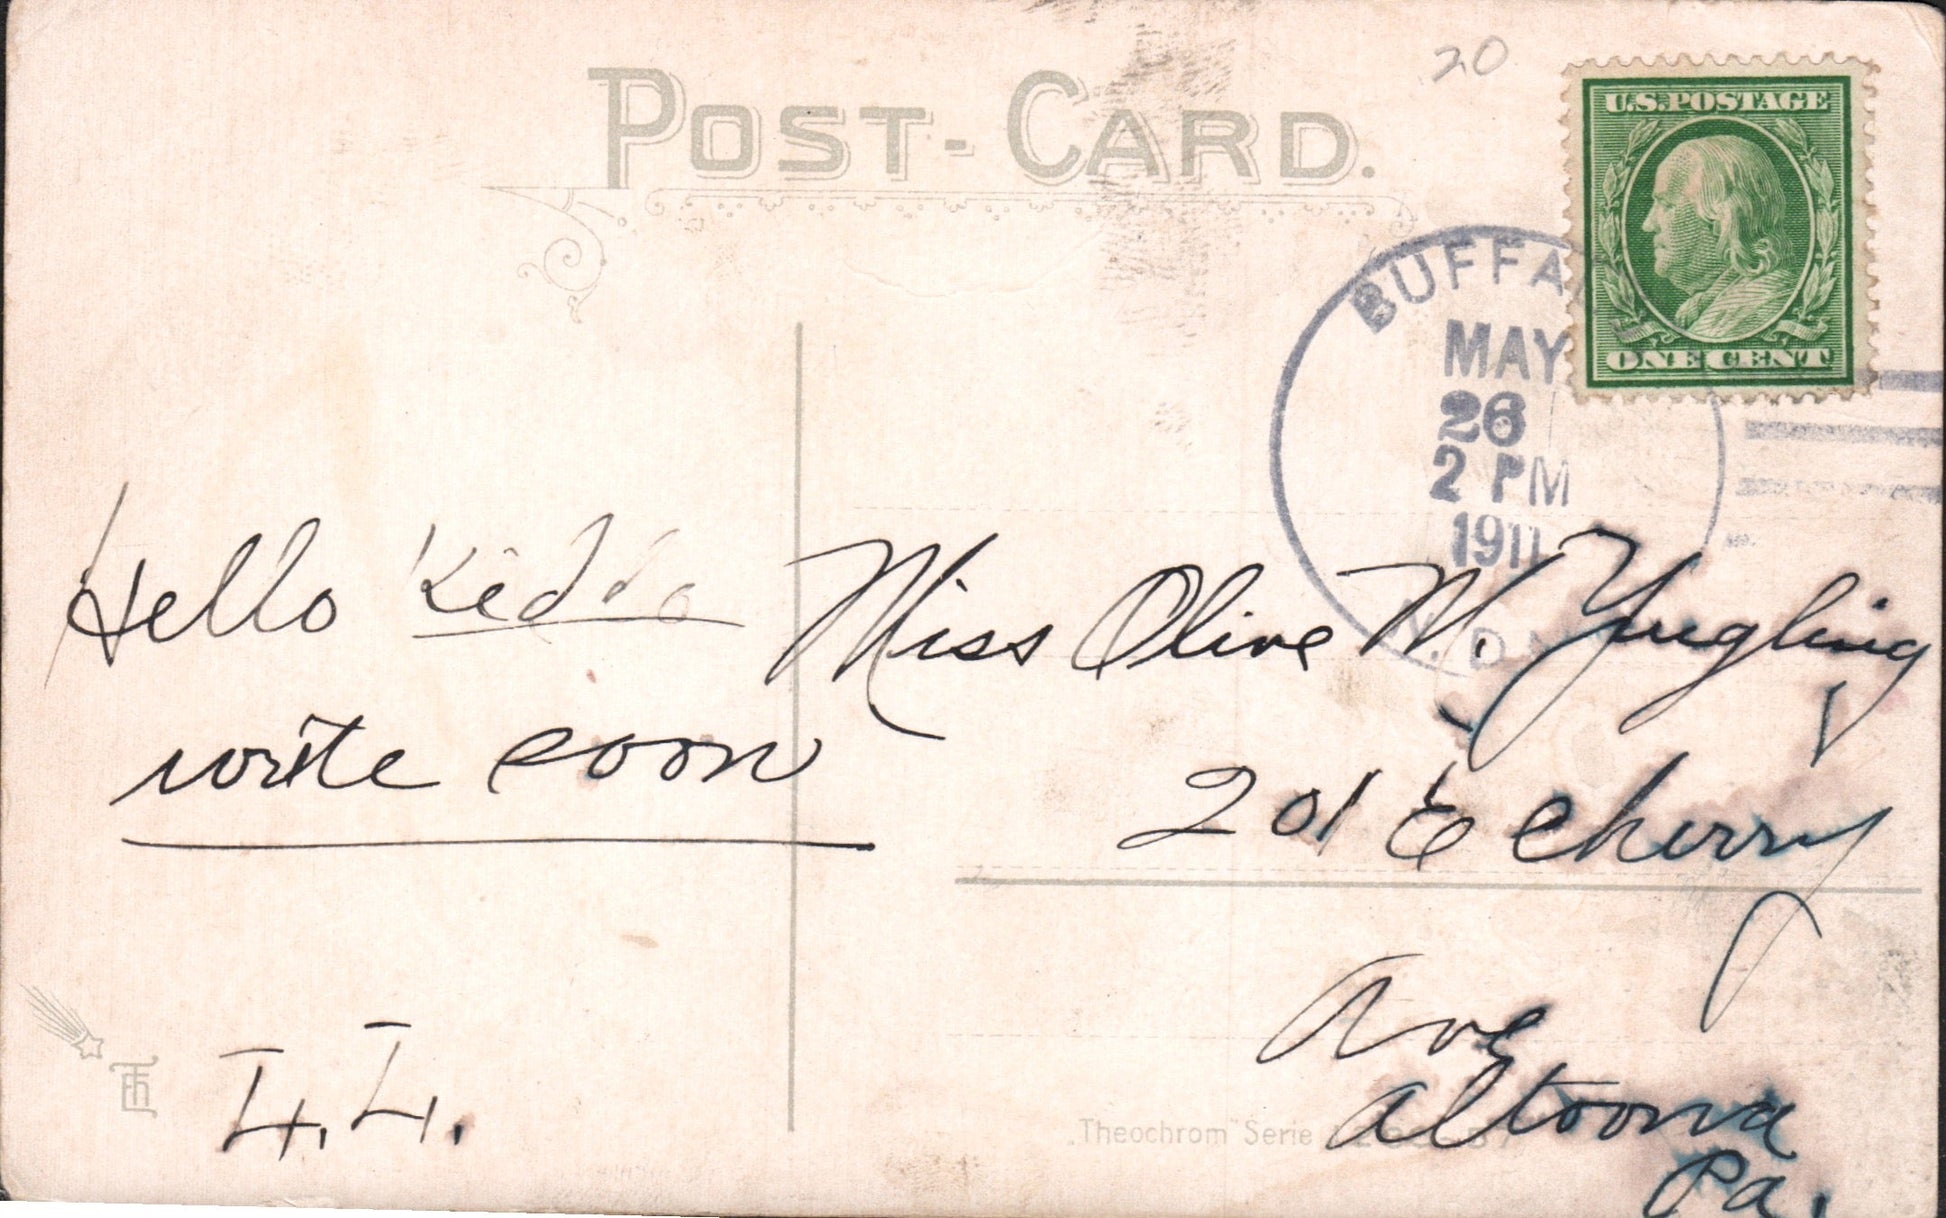 20
POST-CARD.
U.S. POSTAGE
ONE CENT
BUFFA
MAY
26
2 PM
1911
N.
Hello Kiddo
write soon
Miss Olive M. Yingling
201 E Cherry
Ave
Altoona
Pa.
"Theochrom" Serie